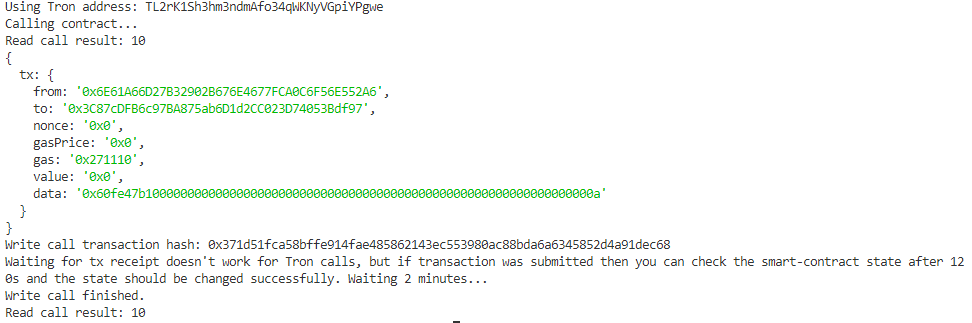 Using Tron address: TL2rK1Sh3hm3ndmAfo34qWKNyVGpiYPgwe
Calling contract...
Read call result: 10
{
  tx: {
    from: '0x6E61A66D27B32902B676E4677FCA0C6F56E552A6',
    to: '0x3C87cDFB6c97BA875ab6D1d2CC023D74053Bdf97',
    nonce: '0x0',
    gasPrice: '0x0',
    gas: '0x271110',
    value: '0x0',
    data: '0x60fe47b1000000000000000000000000000000000000000000000000000000000000000a'
  }
}
Write call transaction hash: 0x371d51fca58bffe914fae485862143ec553980ac88bda6a6345852d4a91dec68
Waiting for tx receipt doesn't work for Tron calls, but if transaction was submitted then you can check the smart-contract state after 12
0s and the state should be changed successfully. Waiting 2 minutes...
Write call finished.
Read call result: 10